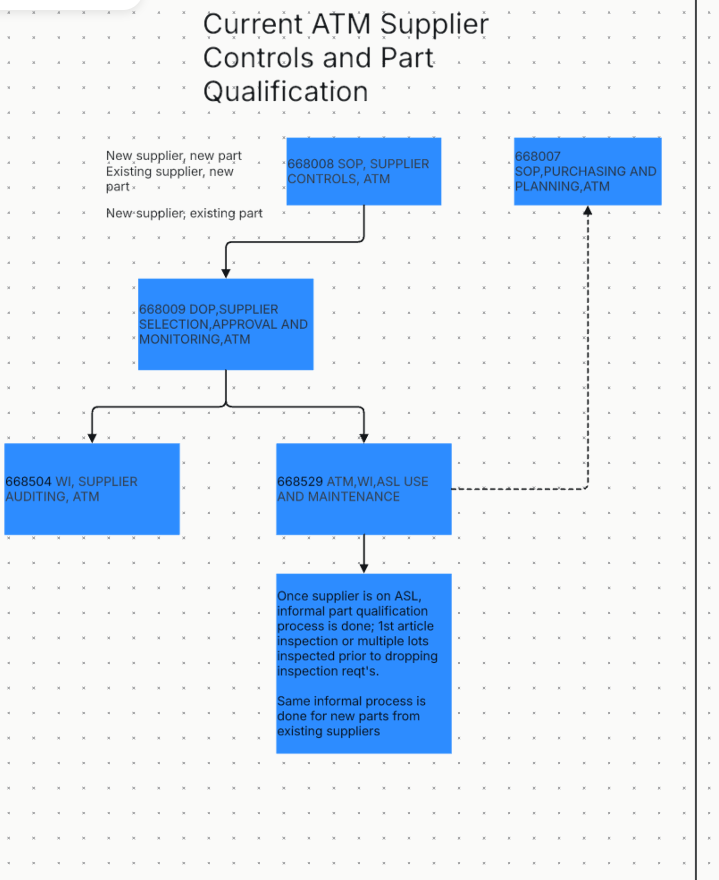 Current ATM Supplier
Controls and Part
Qualification
New supplier, new part
Existing supplier, new
part
New supplier, existing part
668008 SOP, SUPPLIER
CONTROLS, ATM
668007
SOP,PURCHASING AND
PLANNING,ATM
668009 DOP,SUPPLIER
SELECTION,APPROVAL AND
MONITORING,ATM
668504 WI, SUPPLIER
AUDITING, ATM
668529 ATM,WI,ASL USE
AND MAINTENANCE
Once supplier is on ASL,
informal part qualification
process is done; 1st article
inspection or multiple lots
inspected prior to dropping
inspection reqt's.
Same informal process is
done for new parts from
existing suppliers